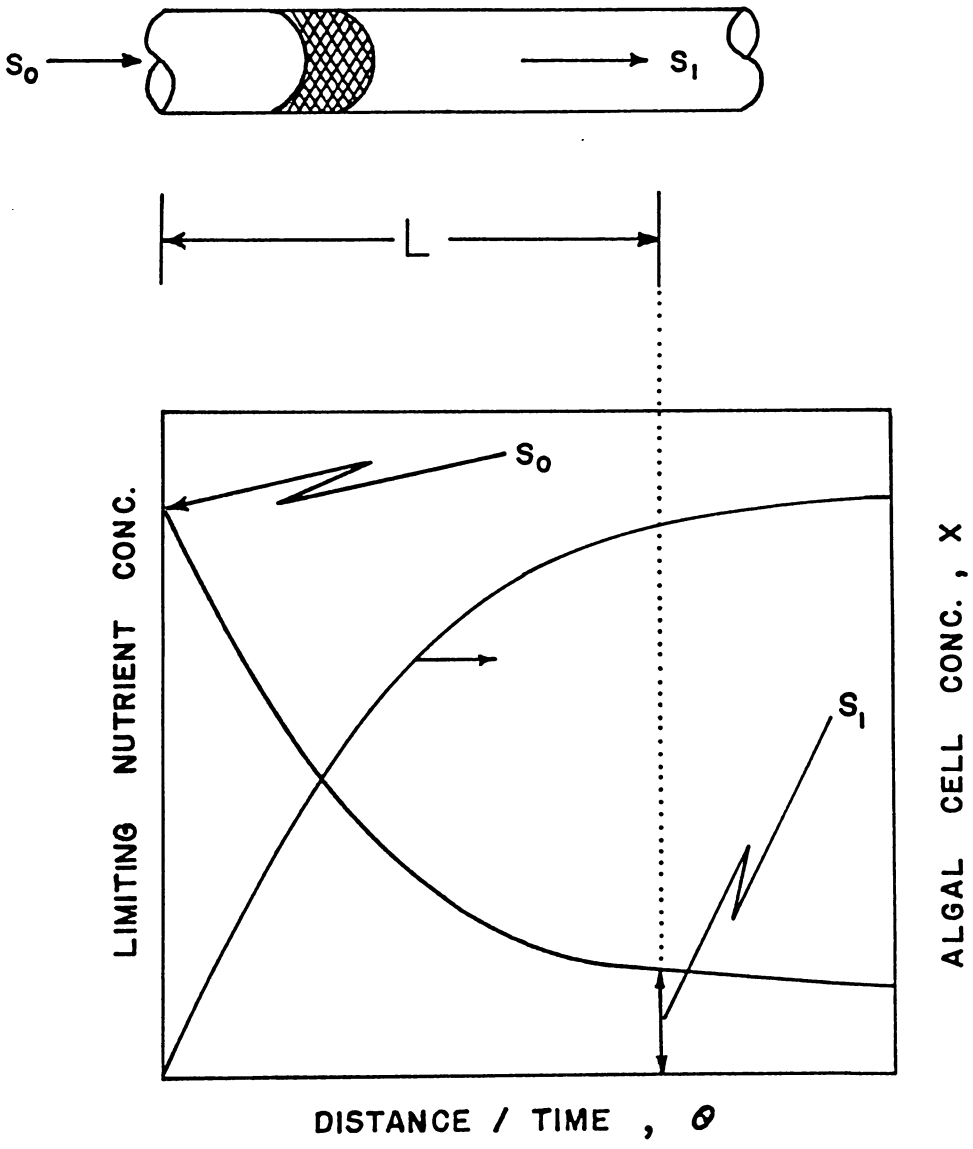 S₀
S₁
L
S₀
LIMITING NUTRIENT CONC.
ALGAL CELL CONC., X
S₁
DISTANCE / TIME , θ